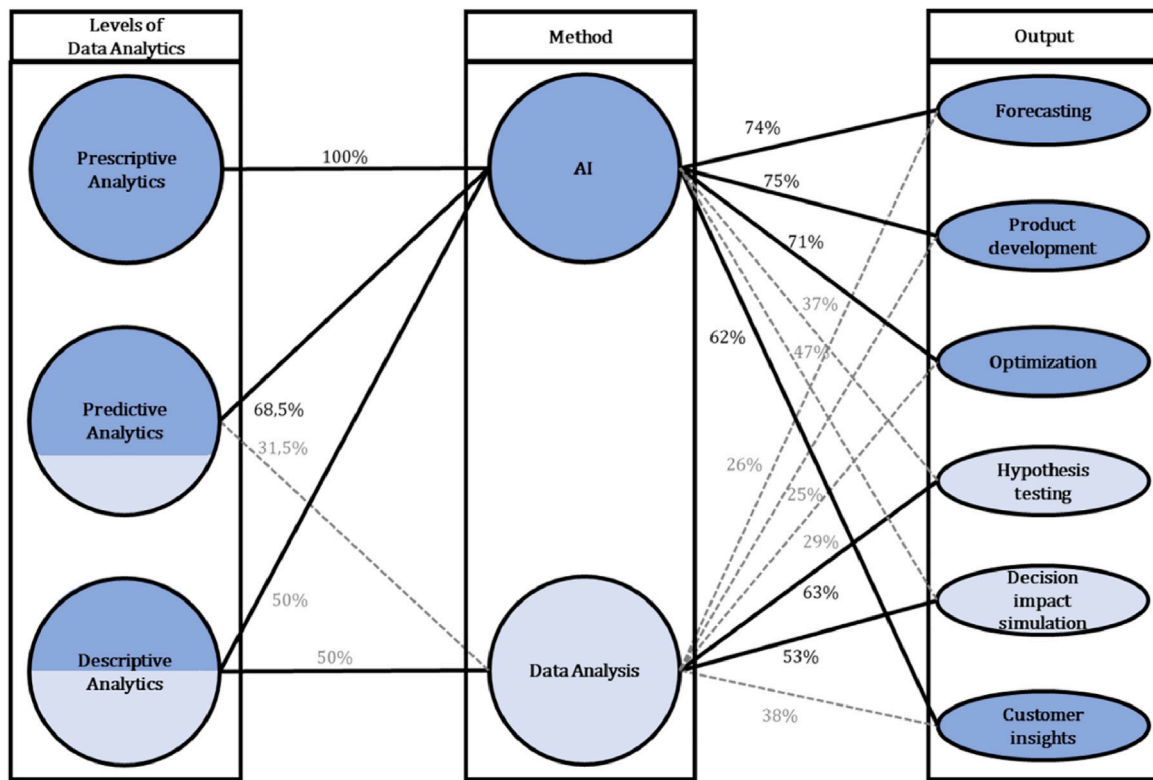 Levels of
Data Analytics
Method
Output
Prescriptive
Analytics
100%
AI
74%
Forecasting
75%
Product
development
71%
37%
62%
47%
Optimization
Predictive
Analytics
68,5%
31,5%
26%
25%
29%
Hypothesis
testing
63%
Descriptive
Analytics
50%
50%
Data Analysis
53%
38%
Decision
impact
simulation
Customer
insights